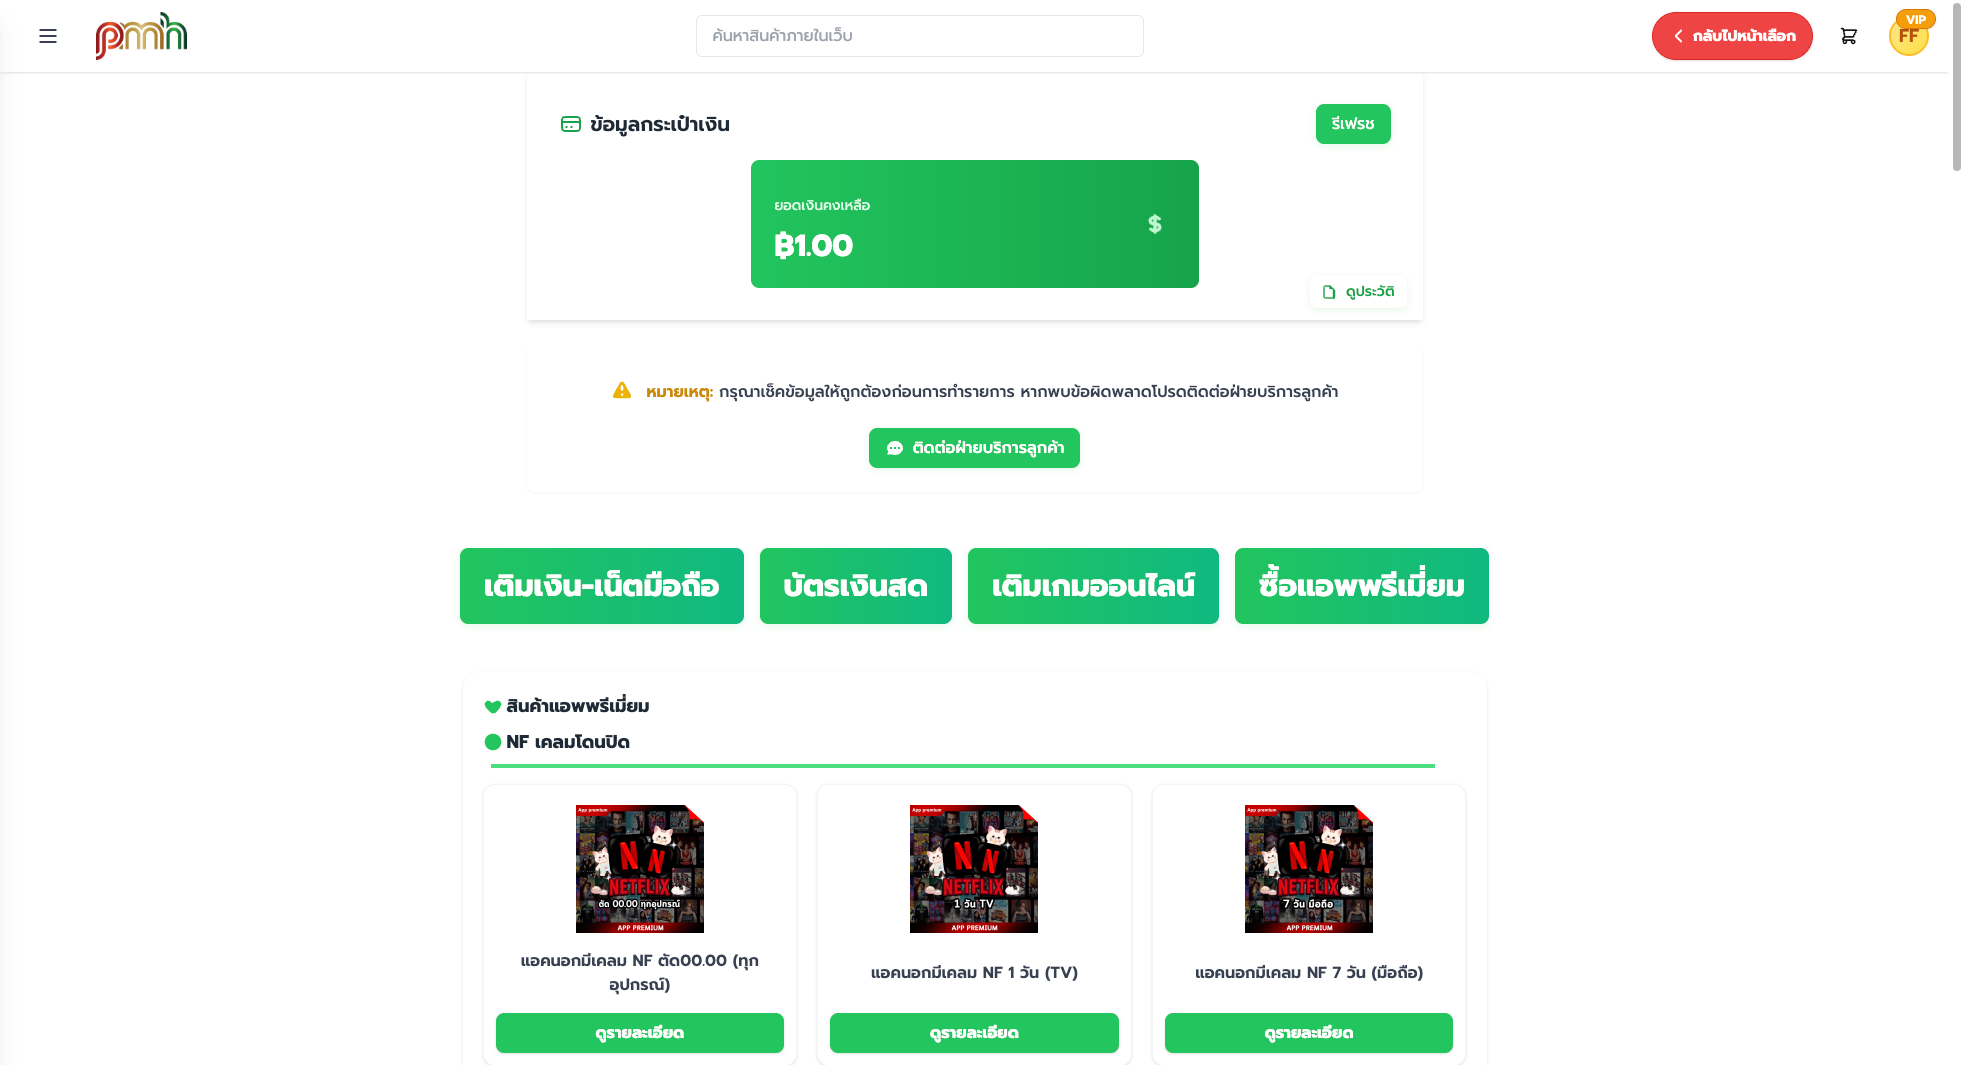 pmh
ค้นหาสินค้าภายในเว็บ
กลับไปหน้าเลือก
VIP
FF
ข้อมูลกระเป๋าเงิน
รีเฟรช
ยอดเงินคงเหลือ
฿1.00
$
ดูประวัติ
หมายเหตุ: กรุณาเช็คข้อมูลให้ถูกต้องก่อนการทำรายการ หากพบข้อผิดพลาดโปรดติดต่อฝ่ายบริการลูกค้า
ติดต่อฝ่ายบริการลูกค้า
เติมเงิน-เน็ตมือถือ
บัตรเงินสด
เติมเกมออนไลน์
ซื้อแอพพรีเมี่ยม
สินค้าแอพพรีเมี่ยม
NF เคลมโดนปิด
App premium
N N
NETFLIX
ตัด 00.00 ทุกอุปกรณ์
APP PREMIUM
แอคนอกมีเคลม NF ตัด00.00 (ทุก
อุปกรณ์)
ดูรายละเอียด
App premium
N N
NETFLIX
1 วัน TV
APP PREMIUM
แอคนอกมีเคลม NF 1 วัน (TV)
ดูรายละเอียด
App premium
N N
NETFLIX
7 วัน มือถือ
APP PREMIUM
แอคนอกมีเคลม NF 7 วัน (มือถือ)
ดูรายละเอียด